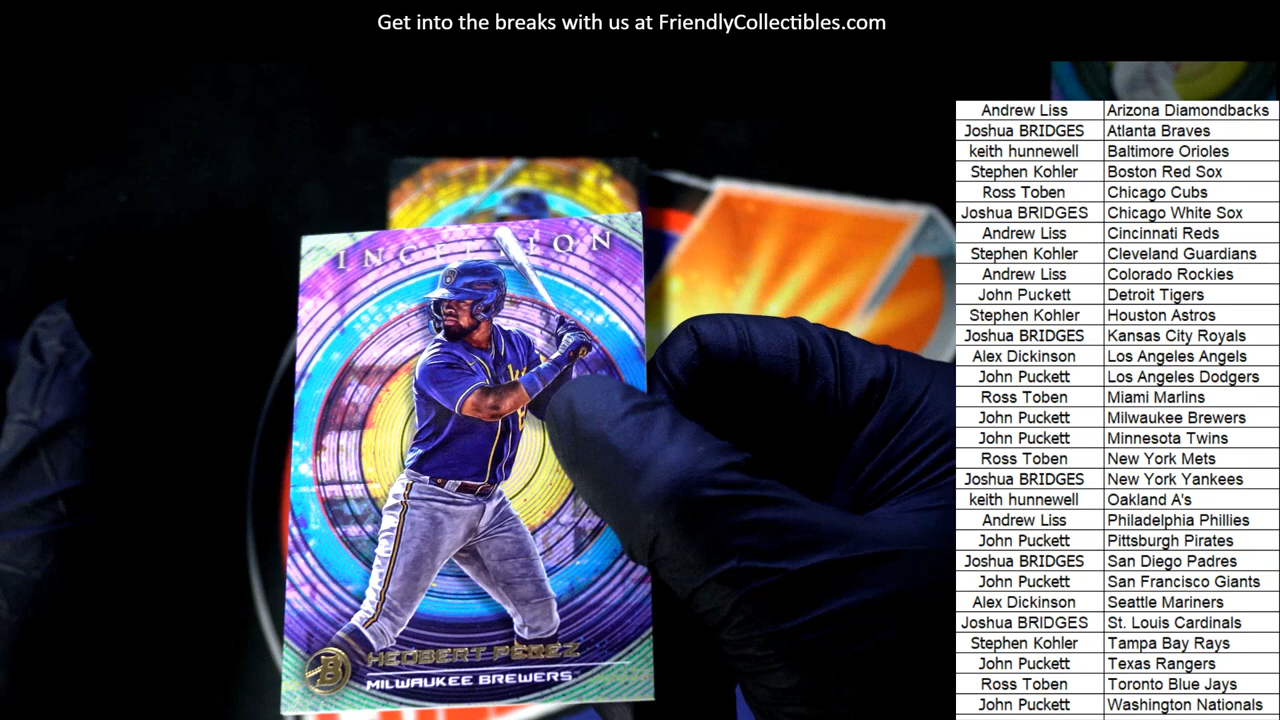 Get into the breaks with us at FriendlyCollectibles.com
Andrew Liss Arizona Diamondbacks
Joshua BRIDGES Atlanta Braves
keith hunnewell Baltimore Orioles
Stephen Kohler Boston Red Sox
Ross Toben Chicago Cubs
Joshua BRIDGES Chicago White Sox
Andrew Liss Cincinnati Reds
Stephen Kohler Cleveland Guardians
Andrew Liss Colorado Rockies
John Puckett Detroit Tigers
Stephen Kohler Houston Astros
Joshua BRIDGES Kansas City Royals
Alex Dickinson Los Angeles Angels
John Puckett Los Angeles Dodgers
Ross Toben Miami Marlins
John Puckett Milwaukee Brewers
John Puckett Minnesota Twins
Ross Toben New York Mets
Joshua BRIDGES New York Yankees
keith hunnewell Oakland A's
Andrew Liss Philadelphia Phillies
John Puckett Pittsburgh Pirates
Joshua BRIDGES San Diego Padres
John Puckett San Francisco Giants
Alex Dickinson Seattle Mariners
Joshua BRIDGES St. Louis Cardinals
Stephen Kohler Tampa Bay Rays
John Puckett Texas Rangers
Ross Toben Toronto Blue Jays
John Puckett Washington Nationals
INCEPTION
B
HEDBERT PEREZ
MILWAUKEE BREWERS